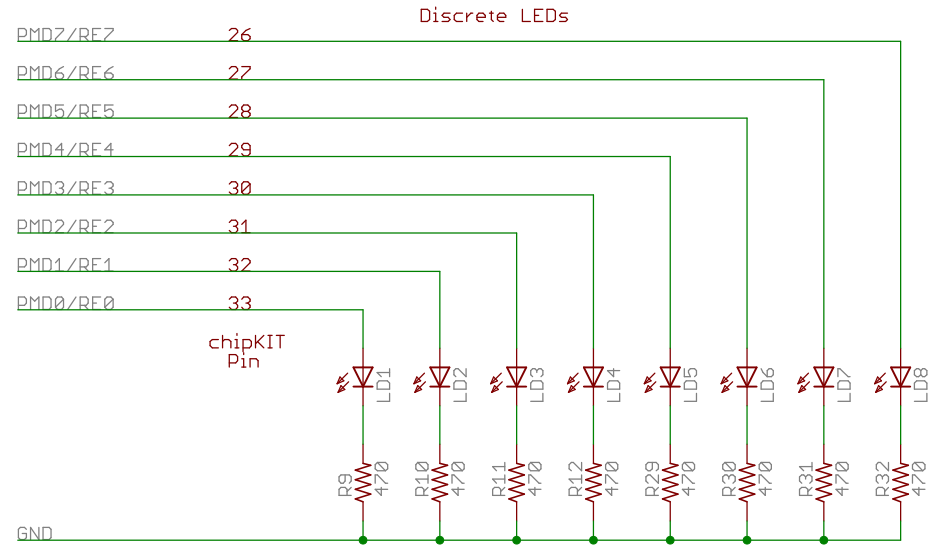 Discrete LEDs
PMD7/RE7 26
PMD6/RE6 27
PMD5/RE5 28
PMD4/RE4 29
PMD3/RE3 30
PMD2/RE2 31
PMD1/RE1 32
PMD0/RE0 33
chipKIT
Pin
LD1 LD2 LD3 LD4 LD5 LD6 LD7 LD8
R9 470 R10 470 R11 470 R12 470 R29 470 R30 470 R31 470 R32 470
GND